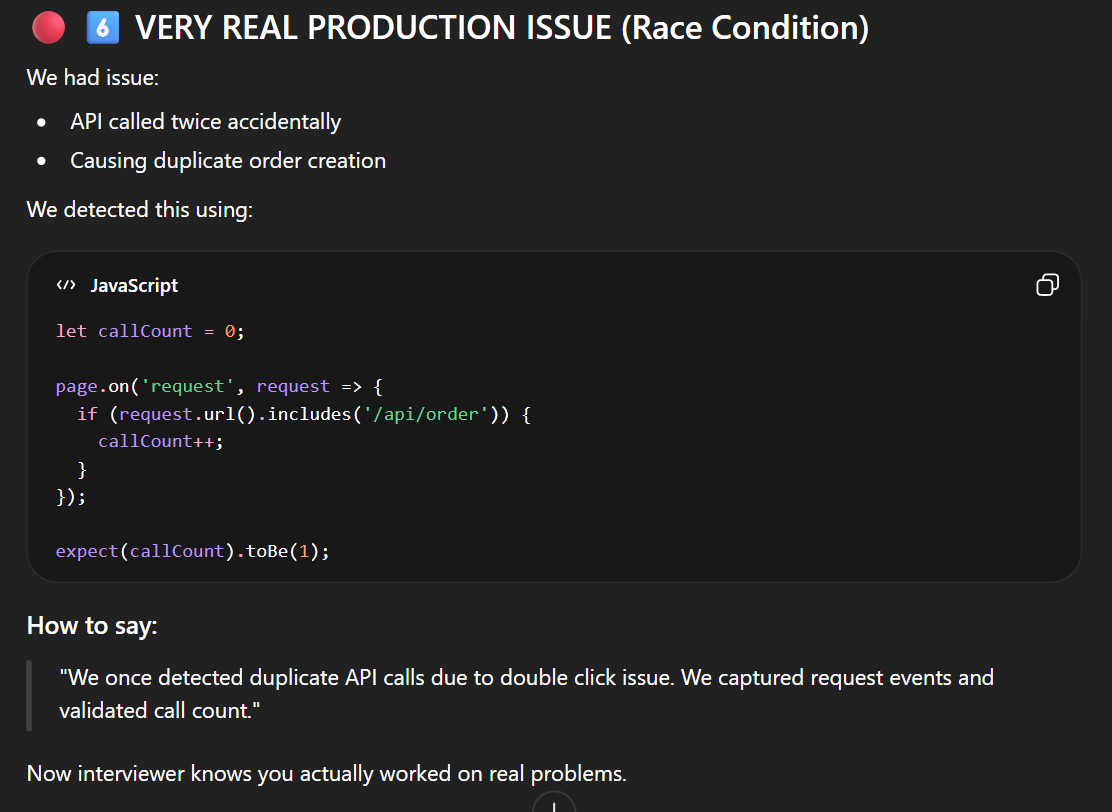 🔴 6️⃣ VERY REAL PRODUCTION ISSUE (Race Condition)
We had issue:
• API called twice accidentally
• Causing duplicate order creation
We detected this using:
</> JavaScript
let callCount = 0;
page.on('request', request => {
if (request.url().includes('/api/order')) {
callCount++;
}
});
expect(callCount).toBe(1);
How to say:
"We once detected duplicate API calls due to double click issue. We captured request events and
validated call count."
Now interviewer knows you actually worked on real problems.